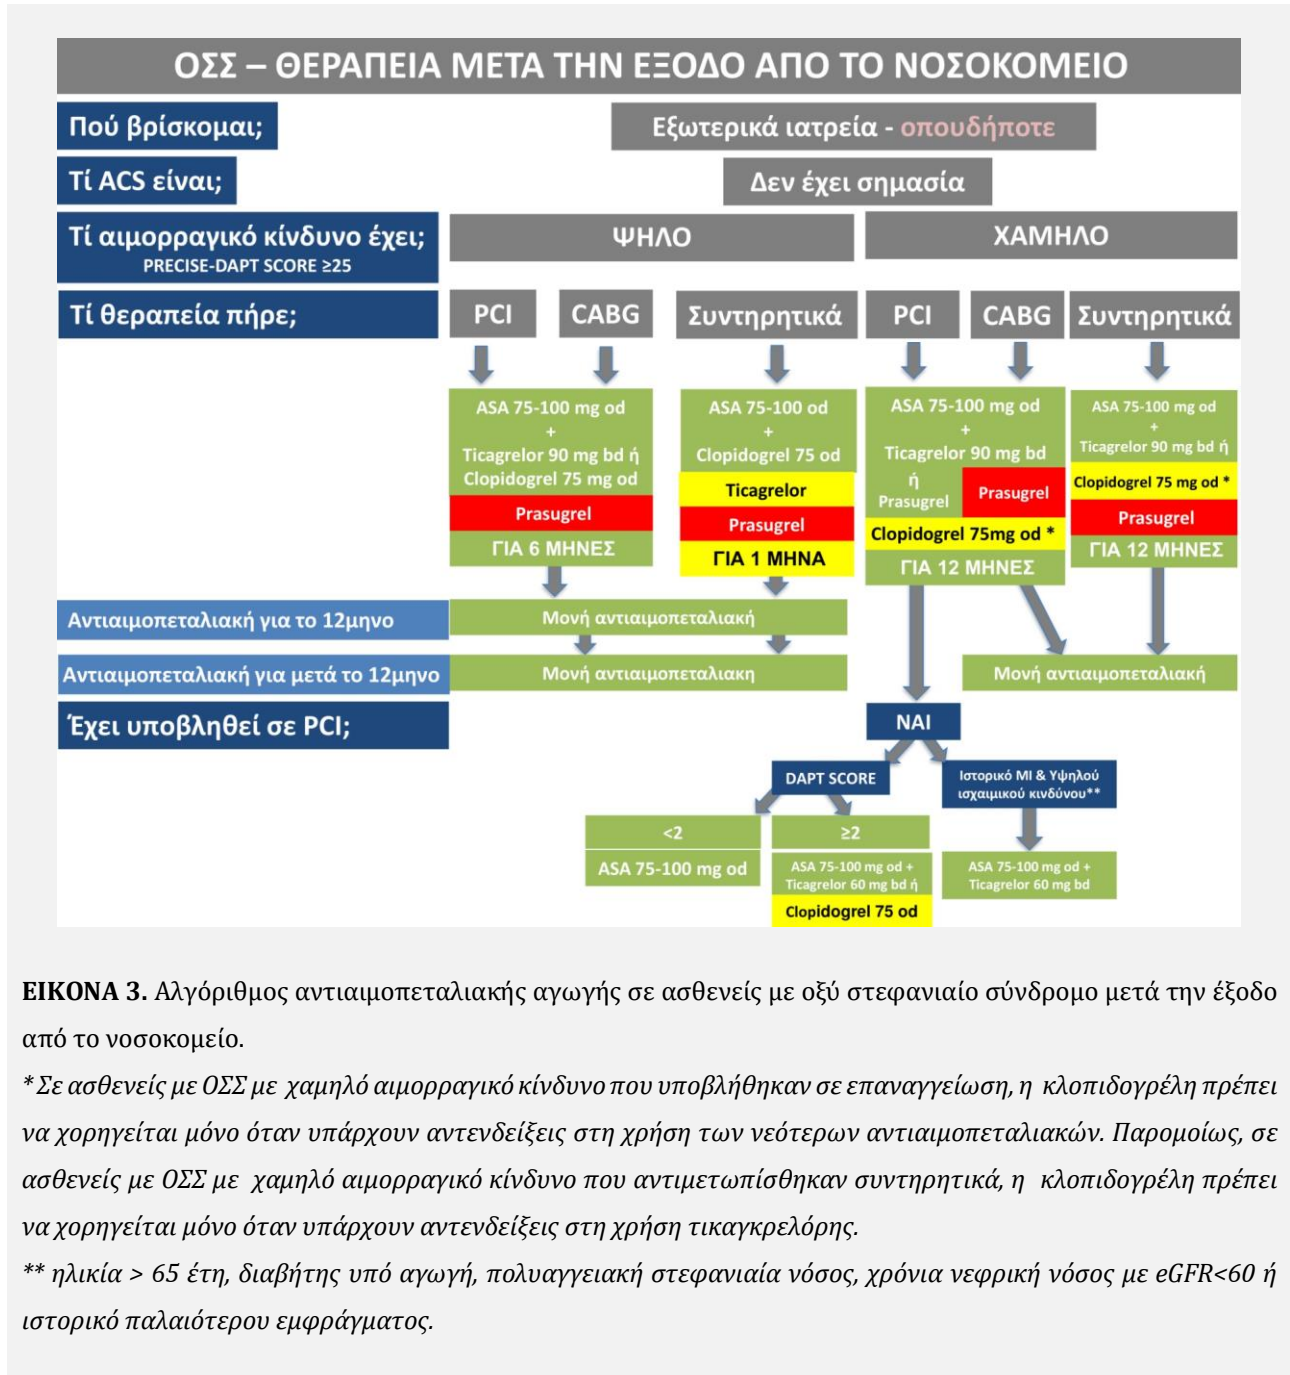 ΟΣΣ – ΘΕΡΑΠΕΙΑ ΜΕΤΑ ΤΗΝ ΕΞΟΔΟ ΑΠΟ ΤΟ ΝΟΣΟΚΟΜΕΙΟ
Πού βρίσκομαι;
Εξωτερικά ιατρεία - οπουδήποτε
Τί ACS είναι;
Δεν έχει σημασία
Τί αιμορραγικό κίνδυνο έχει;
PRECISE-DAPT SCORE ≥25
ΨΗΛΟ
ΧΑΜΗΛΟ
Τί θεραπεία πήρε;
PCI
CABG
Συντηρητικά
PCI
CABG
Συντηρητικά
ASA 75-100 mg od
+
Ticagrelor 90 mg bd ή
Clopidogrel 75 mg od
Prasugrel
ΓΙΑ 6 ΜΗΝΕΣ
ASA 75-100 od
+
Clopidogrel 75 od
Ticagrelor
Prasugrel
ΓΙΑ 1 ΜΗΝΑ
ASA 75-100 mg od
+
Ticagrelor 90 mg bd
ή
Prasugrel
Prasugrel
Clopidogrel 75mg od *
ΓΙΑ 12 ΜΗΝΕΣ
ASA 75-100 mg od
+
Ticagrelor 90 mg bd ή
Clopidogrel 75 mg od *
Prasugrel
ΓΙΑ 12 ΜΗΝΕΣ
Αντιαιμοπεταλιακή για το 12μηνο
Μονή αντιαιμοπεταλιακή
Αντιαιμοπεταλιακή για μετά το 12μηνο
Μονή αντιαιμοπεταλιακη
Μονή αντιαιμοπεταλιακή
Έχει υποβληθεί σε PCI;
ΝΑΙ
DAPT SCORE
Ιστορικό MI & Υψηλού
ισχαιμικού κινδύνου**
<2
ASA 75-100 mg od
≥2
ASA 75-100 mg od +
Ticagrelor 60 mg bd ή
Clopidogrel 75 od
ASA 75-100 mg od +
Ticagrelor 60 mg bd
ΕΙΚΟΝΑ 3. Αλγόριθμος αντιαιμοπεταλιακής αγωγής σε ασθενείς με οξύ στεφανιαίο σύνδρομο μετά την έξοδο
από το νοσοκομείο.
* Σε ασθενείς με ΟΣΣ με χαμηλό αιμορραγικό κίνδυνο που υποβλήθηκαν σε επαναγγείωση, η κλοπιδογρέλη πρέπει
να χορηγείται μόνο όταν υπάρχουν αντενδείξεις στη χρήση των νεότερων αντιαιμοπεταλιακών. Παρομοίως, σε
ασθενείς με ΟΣΣ με χαμηλό αιμορραγικό κίνδυνο που αντιμετωπίσθηκαν συντηρητικά, η κλοπιδογρέλη πρέπει
να χορηγείται μόνο όταν υπάρχουν αντενδείξεις στη χρήση τικαγκρελόρης.
** ηλικία > 65 έτη, διαβήτης υπό αγωγή, πολυαγγειακή στεφανιαία νόσος, χρόνια νεφρική νόσος με eGFR<60 ή
ιστορικό παλαιότερου εμφράγματος.